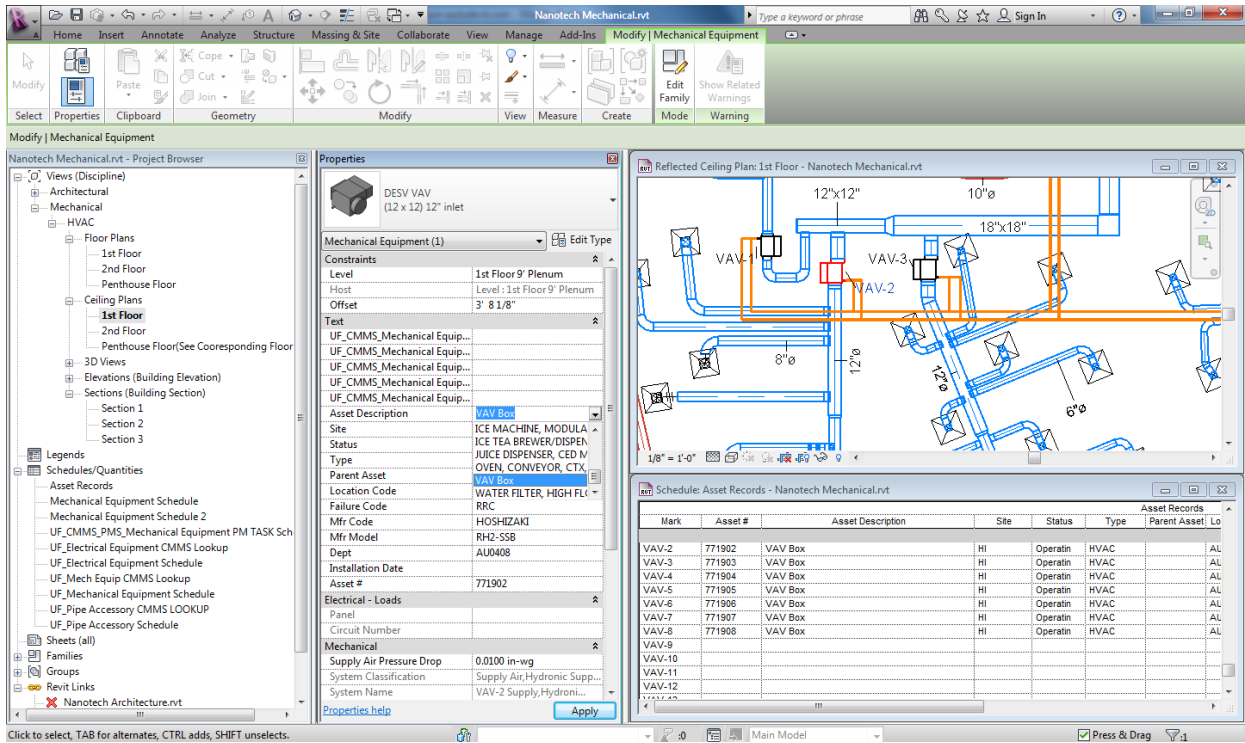 Nanotech Mechanical.rvt
Type a keyword or phrase
Sign In
Home Insert Annotate Analyze Structure Massing & Site Collaborate View Manage Add-Ins Modify | Mechanical Equipment
Cope
Cut
Join
Modify
Paste
Edit
Family
Show Related
Warnings
Select Properties Clipboard Geometry Modify View Measure Create Mode Warning
Modify | Mechanical Equipment
Nanotech Mechanical.rvt - Project Browser
Views (Discipline)
Architectural
Mechanical
HVAC
Floor Plans
1st Floor
2nd Floor
Penthouse Floor
Ceiling Plans
1st Floor
2nd Floor
Penthouse Floor(See Cooresponding Floor
3D Views
Elevations (Building Elevation)
Sections (Building Section)
Section 1
Section 2
Section 3
Legends
Schedules/Quantities
Asset Records
Mechanical Equipment Schedule
Mechanical Equipment Schedule 2
UF_CMMS_PMS_Mechanical Equipment PM TASK Sch
UF_Electrical Equipment CMMS Lookup
UF_Electrical Equipment Schedule
UF_Mech Equip CMMS Lookup
UF_Mechanical Equipment Schedule
UF_Pipe Accessory CMMS LOOKUP
UF_Pipe Accessory Schedule
Sheets (all)
Families
Groups
Revit Links
Nanotech Architecture.rvt
Properties
DESV VAV
(12 x 12) 12" inlet
Mechanical Equipment (1)
Edit Type
Constraints
Level 1st Floor 9' Plenum
Host Level : 1st Floor 9' Plenum
Offset 3' 8 1/8"
Text
UF_CMMS_Mechanical Equip...
UF_CMMS_Mechanical Equip...
UF_CMMS_Mechanical Equip...
UF_CMMS_Mechanical Equip...
UF_CMMS_Mechanical Equip...
Asset Description VAV Box
Site ICE MACHINE, MODULA
Status ICE TEA BREWER/DISPEN
Type JUICE DISPENSER, CED M
OVEN, CONVEYOR, CTX,
Parent Asset VAV Box
Location Code WATER FILTER, HIGH FL(
Failure Code RRC
Mfr Code HOSHIZAKI
Mfr Model RH2-SSB
Dept AU0408
Installation Date
Asset # 771902
Electrical - Loads
Panel
Circuit Number
Mechanical
Supply Air Pressure Drop 0.0100 in-wg
System Classification Supply Air,Hydronic Supp...
System Name VAV-2 Supply,Hydroni...
Properties help
Apply
Reflected Ceiling Plan: 1st Floor - Nanotech Mechanical.rvt
12"x12"
10"ø
18"x18"
VAV-1
VAV-3
VAV-2
8"ø
12"ø
12"ø
6"ø
2D
1/8" = 1'-0"
Schedule: Asset Records - Nanotech Mechanical.rvt
Asset Records
Mark Asset # Asset Description Site Status Type Parent Asset Lo
VAV-2 771902 VAV Box HI Operatin HVAC AU
VAV-3 771903 VAV Box HI Operatin HVAC AU
VAV-4 771904 VAV Box HI Operatin HVAC AU
VAV-5 771905 VAV Box HI Operatin HVAC AU
VAV-6 771906 VAV Box HI Operatin HVAC AU
VAV-7 771907 VAV Box HI Operatin HVAC AU
VAV-8 771908 VAV Box HI Operatin HVAC AU
VAV-9
VAV-10
VAV-11
VAV-12
Click to select, TAB for alternates, CTRL adds, SHIFT unselects.
:0
Main Model
Press & Drag
:1